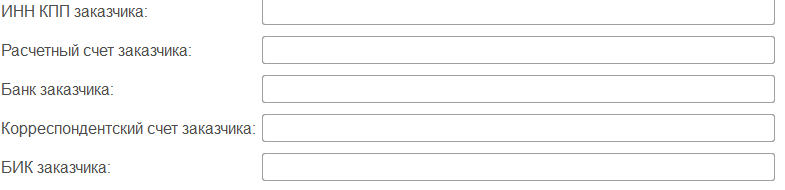 ИНН КПП заказчика:
Расчетный счет заказчика:
Банк заказчика:
Корреспондентский счет заказчика:
БИК заказчика: